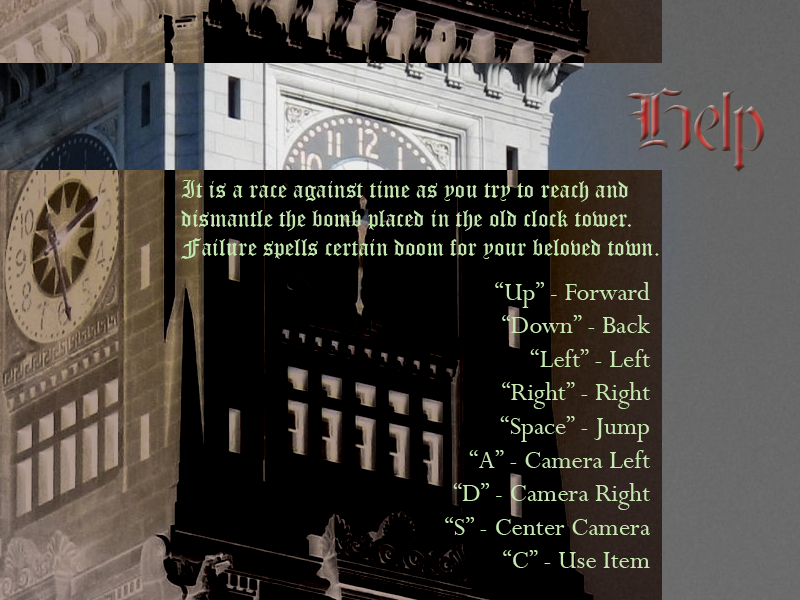 Help
It is a race against time as you try to reach and
dismantle the bomb placed in the old clock tower.
Failure spells certain doom for your beloved town.
“Up” - Forward
“Down” - Back
“Left” - Left
“Right” - Right
“Space” - Jump
“A” - Camera Left
“D” - Camera Right
“S” - Center Camera
“C” - Use Item